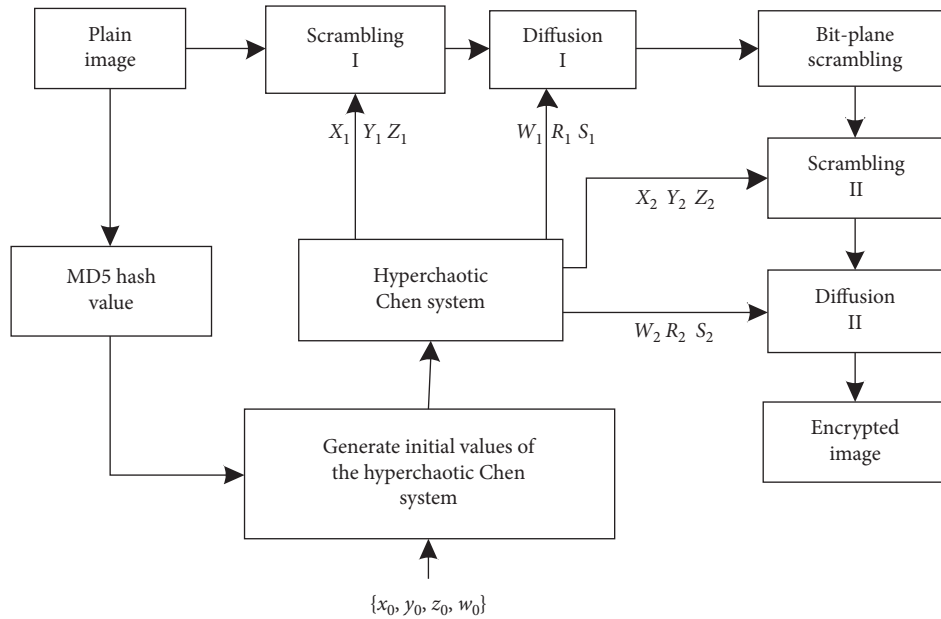 Plain
image
Scrambling
I
Diffusion
I
Bit-plane
scrambling
X₁ Y₁ Z₁
W₁ R₁ S₁
Scrambling
II
X₂ Y₂ Z₂
MD5 hash
value
Hyperchaotic
Chen system
Diffusion
II
W₂ R₂ S₂
Generate initial values of
the hyperchaotic Chen
system
Encrypted
image
{x₀, y₀, z₀, w₀}